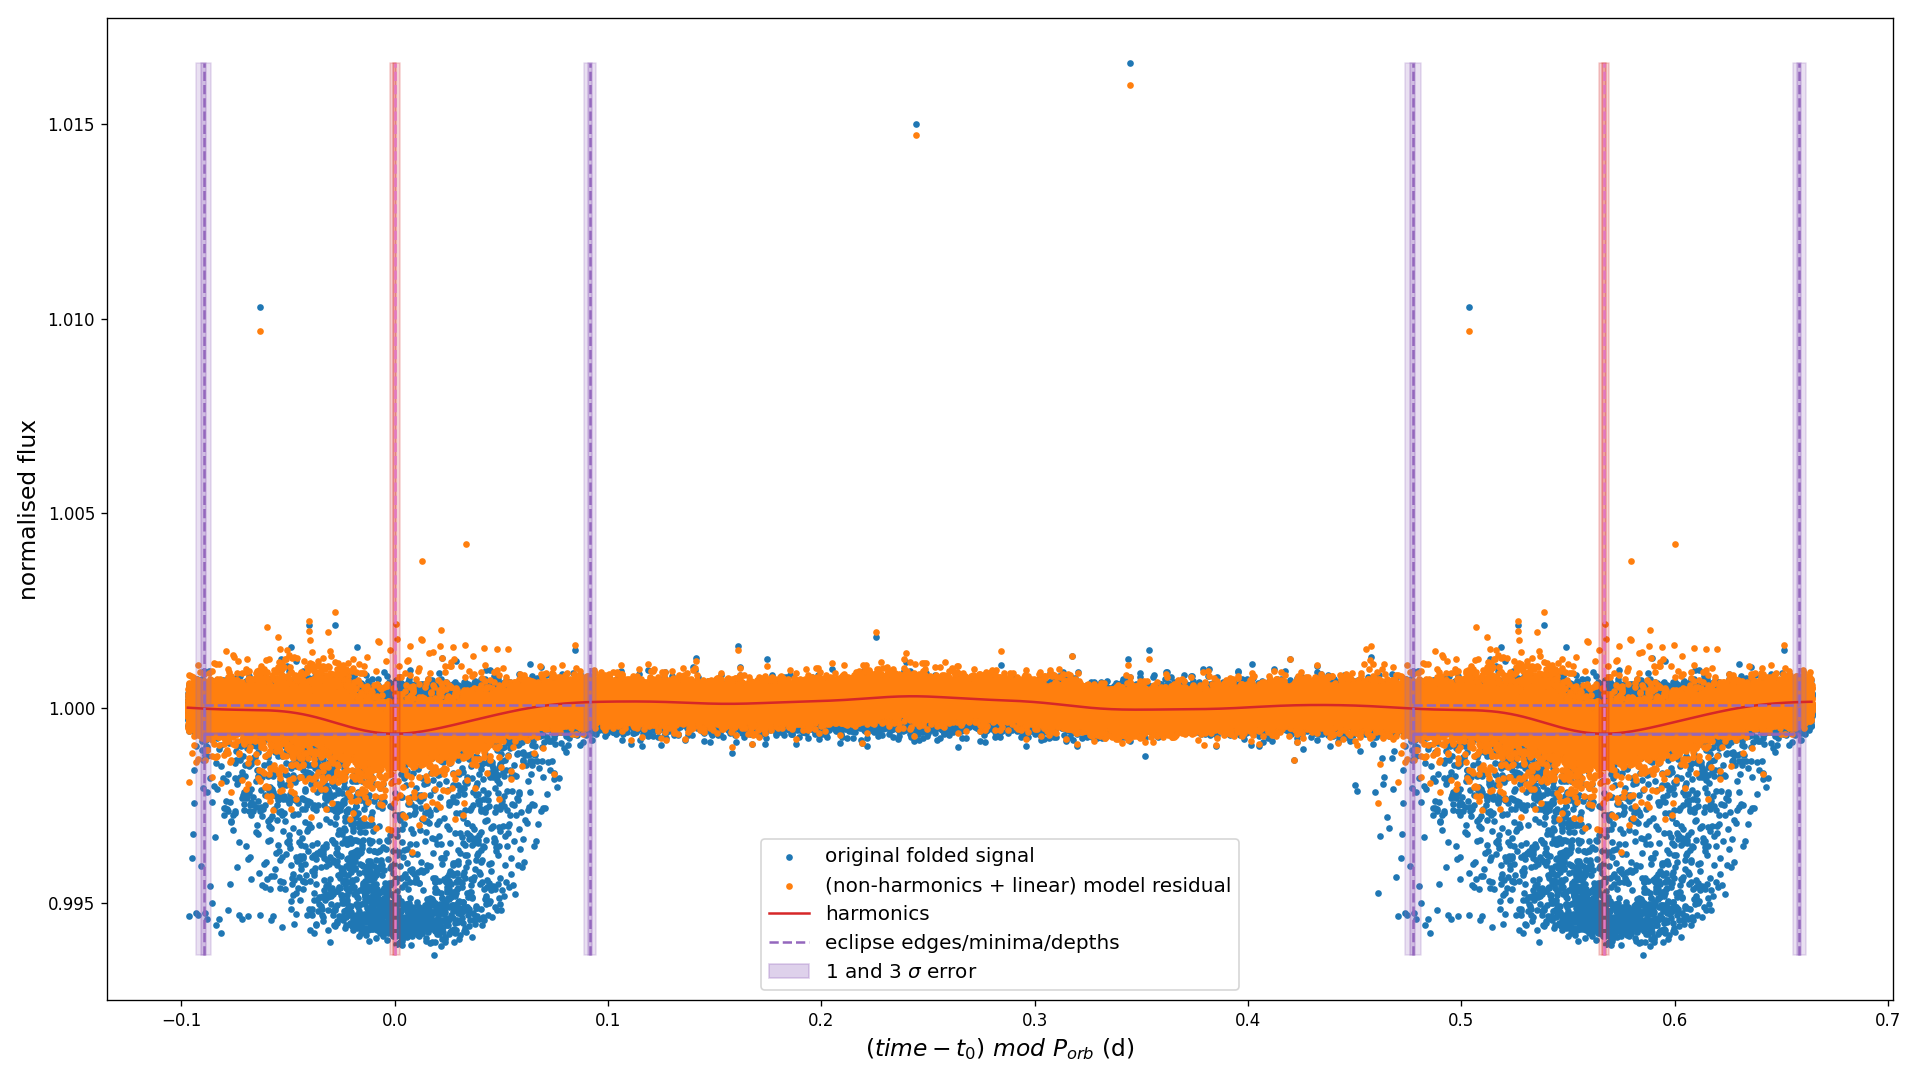 normalised flux
1.015
1.010
1.005
1.000
0.995
−0.1
0.0
0.1
0.2
0.3
0.4
0.5
0.6
0.7
(time − t₀) mod Pₒᵣb (d)
original folded signal
(non-harmonics + linear) model residual
harmonics
eclipse edges/minima/depths
1 and 3 σ error